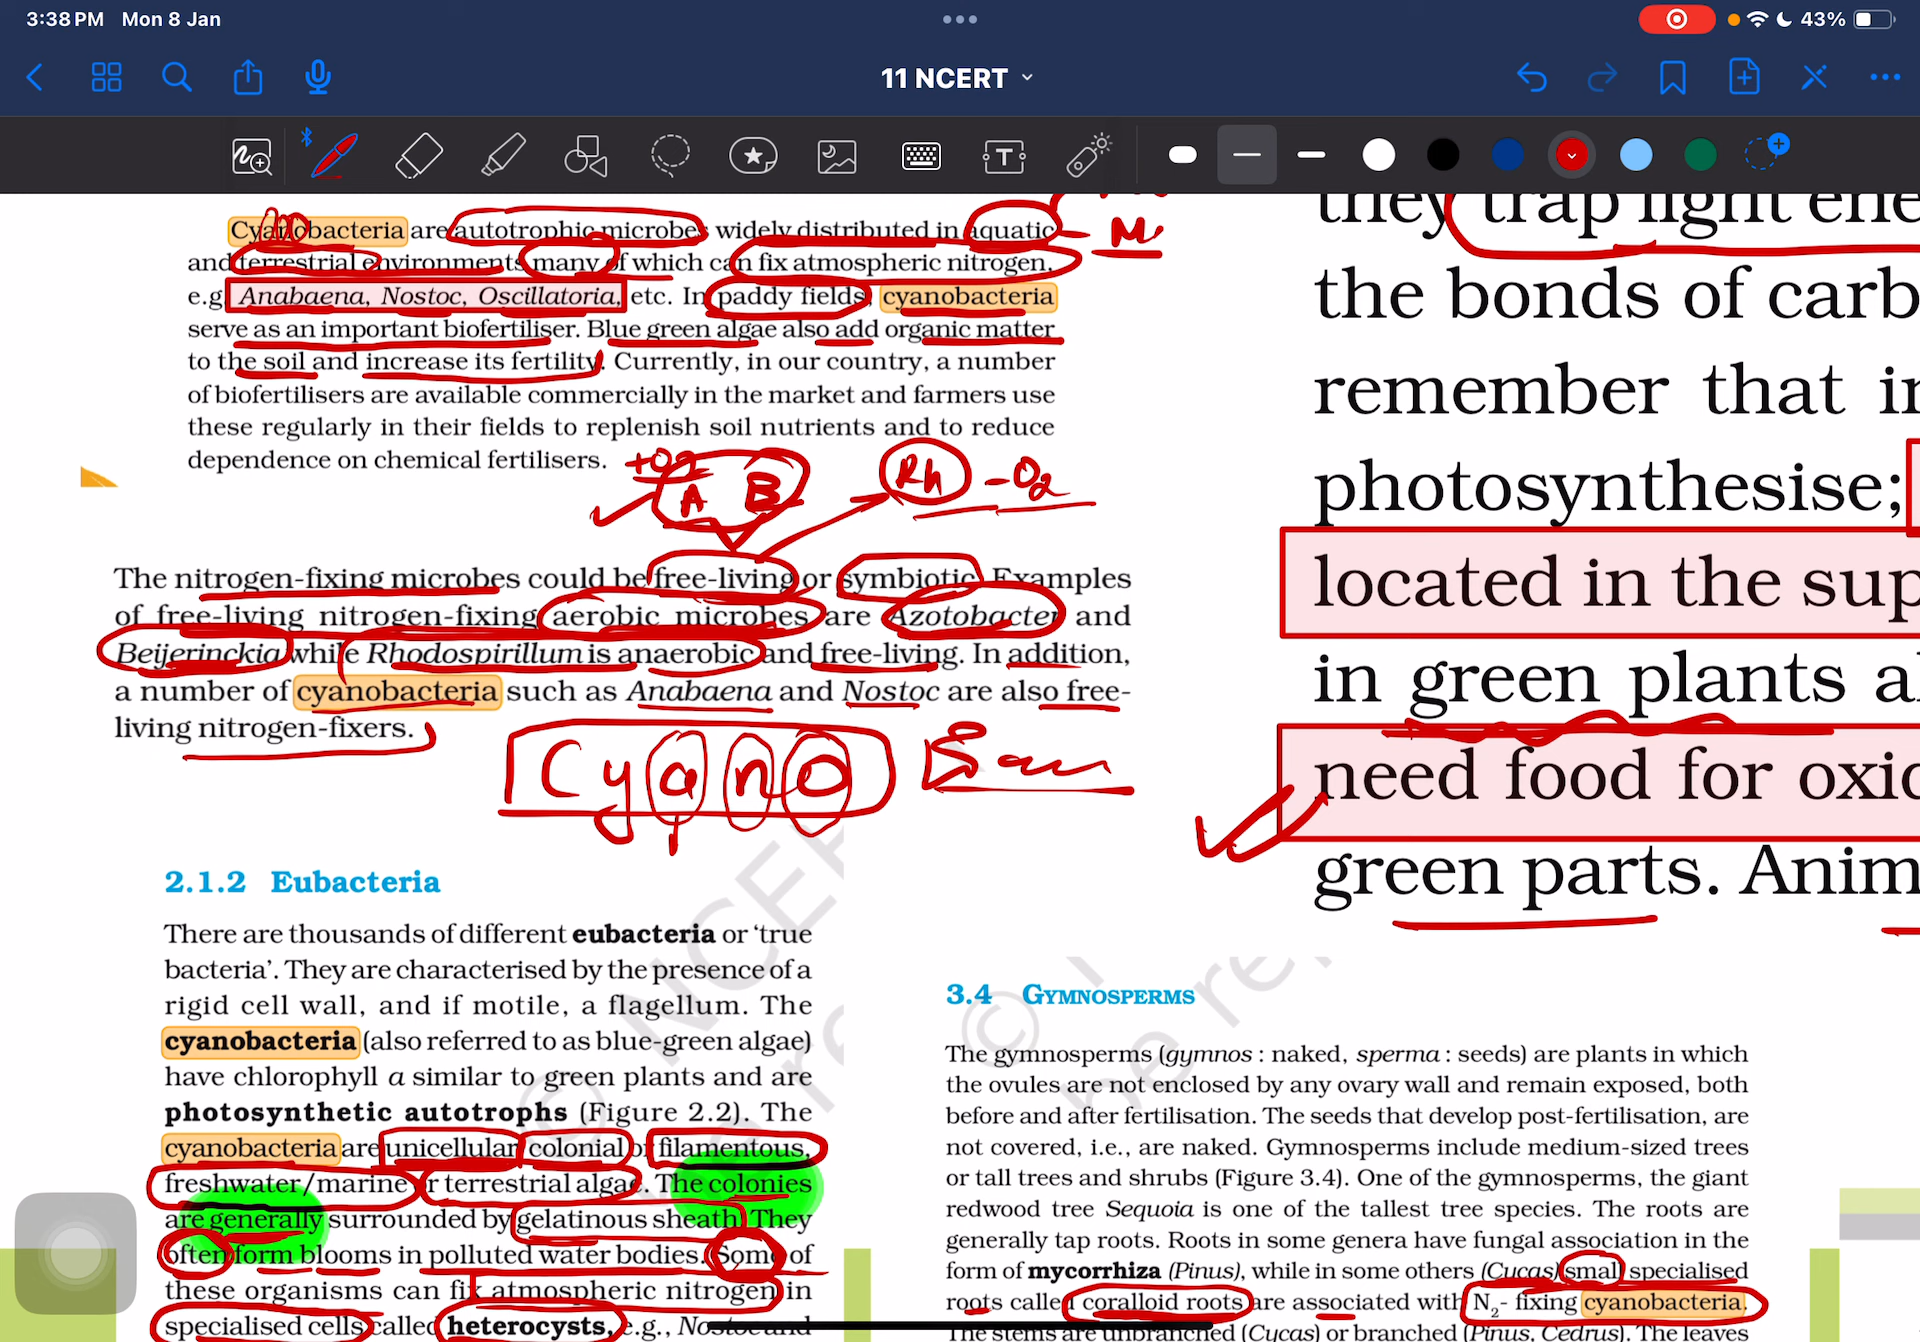 3:38 PM Mon 8 Jan
43%
11 NCERT
Cyanobacteria are autotrophic microbes widely distributed in aquatic
and terrestrial environments many of which can fix atmospheric nitrogen,
e.g. Anabaena, Nostoc, Oscillatoria, etc. In paddy fields, cyanobacteria
serve as an important biofertiliser. Blue green algae also add organic matter
to the soil and increase its fertility. Currently, in our country, a number
of biofertilisers are available commercially in the market and farmers use
these regularly in their fields to replenish soil nutrients and to reduce
dependence on chemical fertilisers.
M
+O2
A B
Rh -O2
The nitrogen-fixing microbes could be free-living or symbiotic. Examples
of free-living nitrogen-fixing aerobic microbes are Azotobacter and
Beijerinckia while Rhodospirillum is anaerobic and free-living. In addition,
a number of cyanobacteria such as Anabaena and Nostoc are also free-
living nitrogen-fixers.
Cyano
2.1.2 Eubacteria
There are thousands of different eubacteria or 'true
bacteria'. They are characterised by the presence of a
rigid cell wall, and if motile, a flagellum. The
cyanobacteria (also referred to as blue-green algae)
have chlorophyll a similar to green plants and are
photosynthetic autotrophs (Figure 2.2). The
cyanobacteria are unicellular, colonial or filamentous,
freshwater/marine or terrestrial algae. The colonies
are generally surrounded by gelatinous sheath. They
often form blooms in polluted water bodies. Some of
these organisms can fix atmospheric nitrogen in
specialised cells called heterocysts, e.g., Nostoc and
they trap light ene
the bonds of carb
remember that in
photosynthesise;
located in the sup
in green plants al
need food for oxid
green parts. Anim
3.4 GYMNOSPERMS
The gymnosperms (gymnos : naked, sperma : seeds) are plants in which
the ovules are not enclosed by any ovary wall and remain exposed, both
before and after fertilisation. The seeds that develop post-fertilisation, are
not covered, i.e., are naked. Gymnosperms include medium-sized trees
or tall trees and shrubs (Figure 3.4). One of the gymnosperms, the giant
redwood tree Sequoia is one of the tallest tree species. The roots are
generally tap roots. Roots in some genera have fungal association in the
form of mycorrhiza (Pinus), while in some others (Cycas) small specialised
roots called coralloid roots are associated with N2- fixing cyanobacteria.
The stems are unbranched (Cycas) or branched (Pinus, Cedrus). The leaves
© NCER